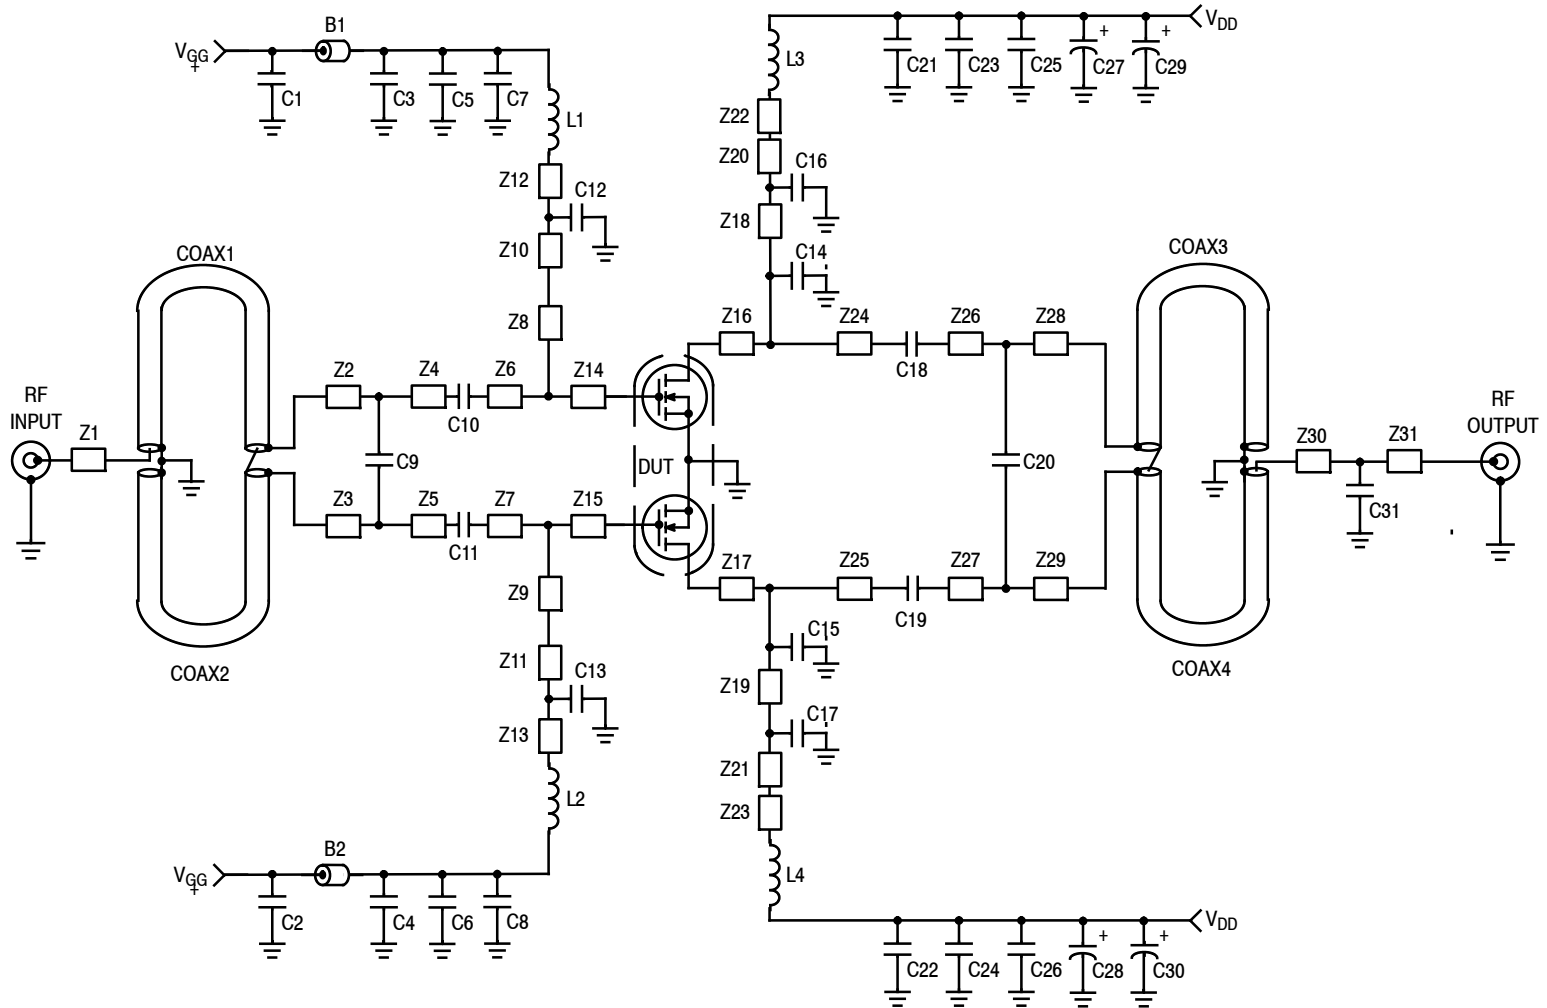 B1
VGG
+
C1
C3
C5
C7
L1
Z12
C12
Z10
Z8
COAX1
RF
INPUT
Z1
Z2
Z4
Z6
Z14
C10
C9
Z3
Z5
Z7
Z15
C11
COAX2
Z9
Z11
C13
Z13
L2
B2
VGG
+
C2
C4
C6
C8
DUT
VDD
L3
C21
C23
C25
+
C27
+
C29
Z22
Z20
C16
Z18
C14
Z16
Z24
Z26
Z28
C18
C20
COAX3
RF
OUTPUT
Z30
Z31
C31
COAX4
Z17
Z25
Z27
Z29
C19
C15
Z19
C17
Z21
Z23
L4
VDD
C22
C24
C26
+
C28
+
C30